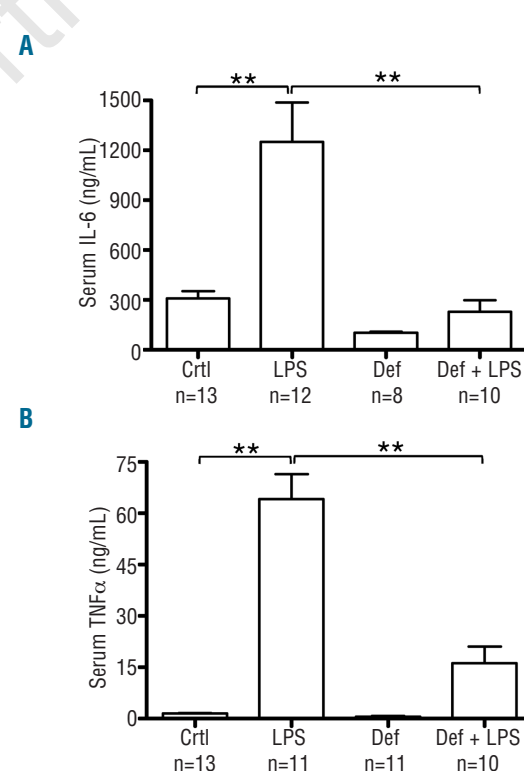 A
** **
Serum IL-6 (ng/mL)
1500
1200
900
600
300
0
Crtl LPS Def Def + LPS
n=13 n=12 n=8 n=10
B
** **
Serum TNFα (ng/mL)
75
60
45
30
15
0
Crtl LPS Def Def + LPS
n=13 n=11 n=11 n=10